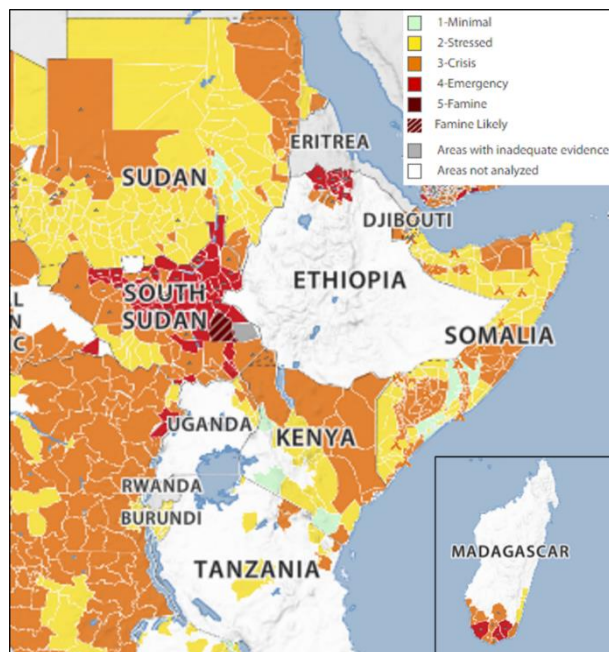 1-Minimal
2-Stressed
3-Crisis
4-Emergency
5-Famine
Famine Likely
Areas with inadequate evidence
Areas not analyzed
ERITREA
SUDAN
DJIBOUTI
ETHIOPIA
L
N
C
SOUTH
SUDAN
SOMALIA
UGANDA
KENYA
RWANDA
BURUNDI
TANZANIA
MADAGASCAR